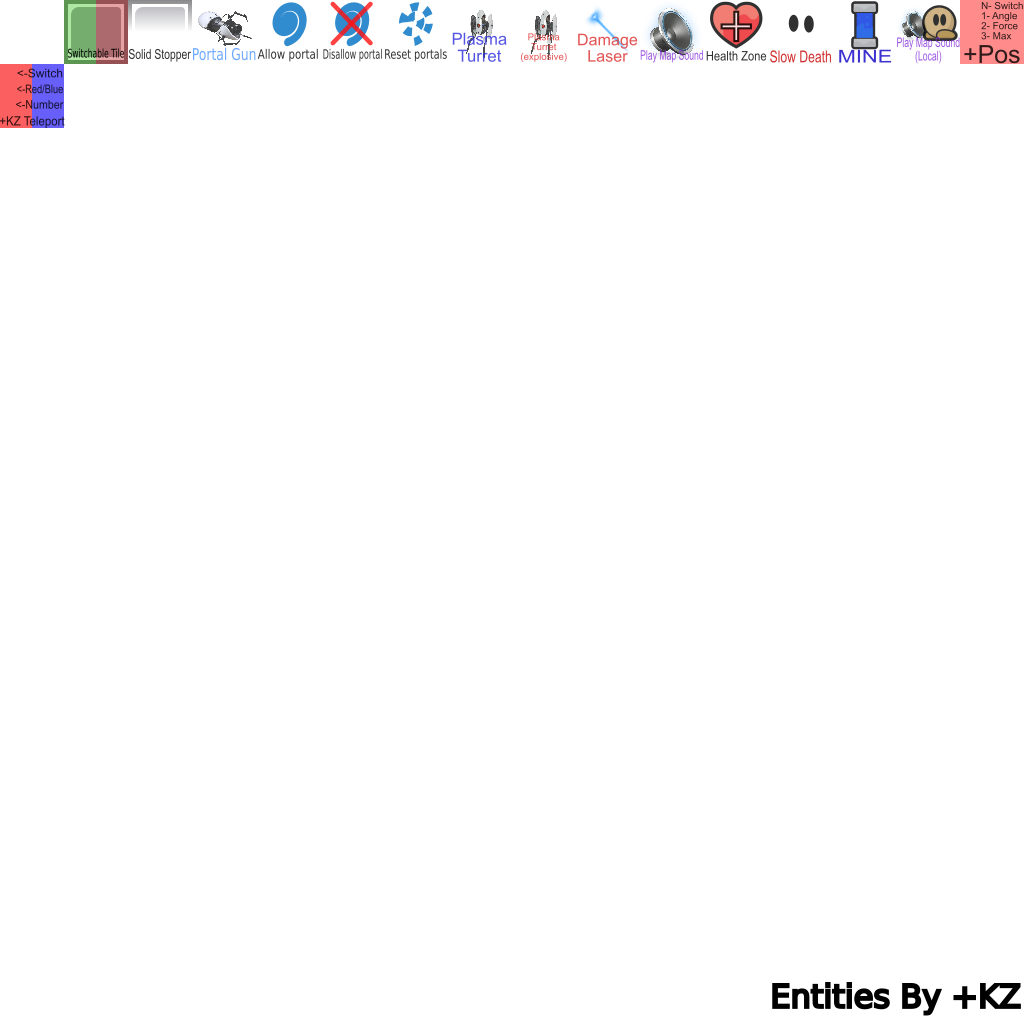 Switchable Tile
Solid Stopper
Portal Gun
Allow portal
Disallow portal
Reset portals
Plasma
Turret
Plasma
Turret
(explosive)
Damage
Laser
Play Map Sound
Health Zone
Slow Death
MINE
Play Map Sound
(Local)
N- Switch
1- Angle
2- Force
3- Max
+Pos
<-Switch
<-Red/Blue
<-Number
+KZ Teleport
Entities By +KZ